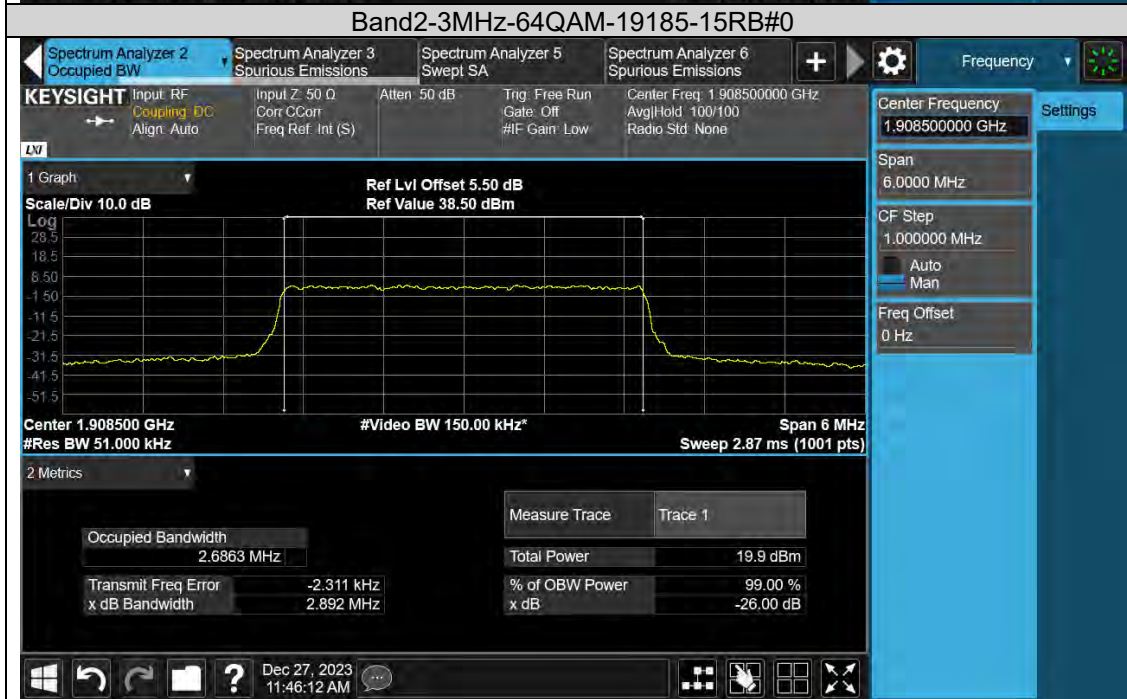 Band2-3MHz-64QAM-19185-15RB#0
Spectrum Analyzer 2
Occupied BW
Spectrum Analyzer 3
Spurious Emissions
Spectrum Analyzer 5
Swept SA
Spectrum Analyzer 6
Spurious Emissions
+
Frequency
KEYSIGHT
Input: RF
Coupling: DC
Align: Auto
Input Z: 50 Ω
Corr CCorr
Freq Ref: Int (S)
Atten: 50 dB
Trig: Free Run
Gate: Off
#IF Gain: Low
Center Freq: 1.908500000 GHz
Avg|Hold: 100/100
Radio Std: None
LXI
Center Frequency
1.908500000 GHz
Settings
Span
6.0000 MHz
CF Step
1.000000 MHz
Auto
Man
Freq Offset
0 Hz
1 Graph
Ref Lvl Offset 5.50 dB
Scale/Div 10.0 dB
Ref Value 38.50 dBm
Log
28.5
18.5
8.50
-1.50
-11.5
-21.5
-31.5
-41.5
-51.5
Center 1.908500 GHz
#Video BW 150.00 kHz*
Span 6 MHz
#Res BW 51.000 kHz
Sweep 2.87 ms (1001 pts)
2 Metrics
Measure Trace
Trace 1
Occupied Bandwidth
2.6863 MHz
Total Power
19.9 dBm
Transmit Freq Error
-2.311 kHz
% of OBW Power
99.00 %
x dB Bandwidth
2.892 MHz
x dB
-26.00 dB
?
Dec 27, 2023
11:46:12 AM